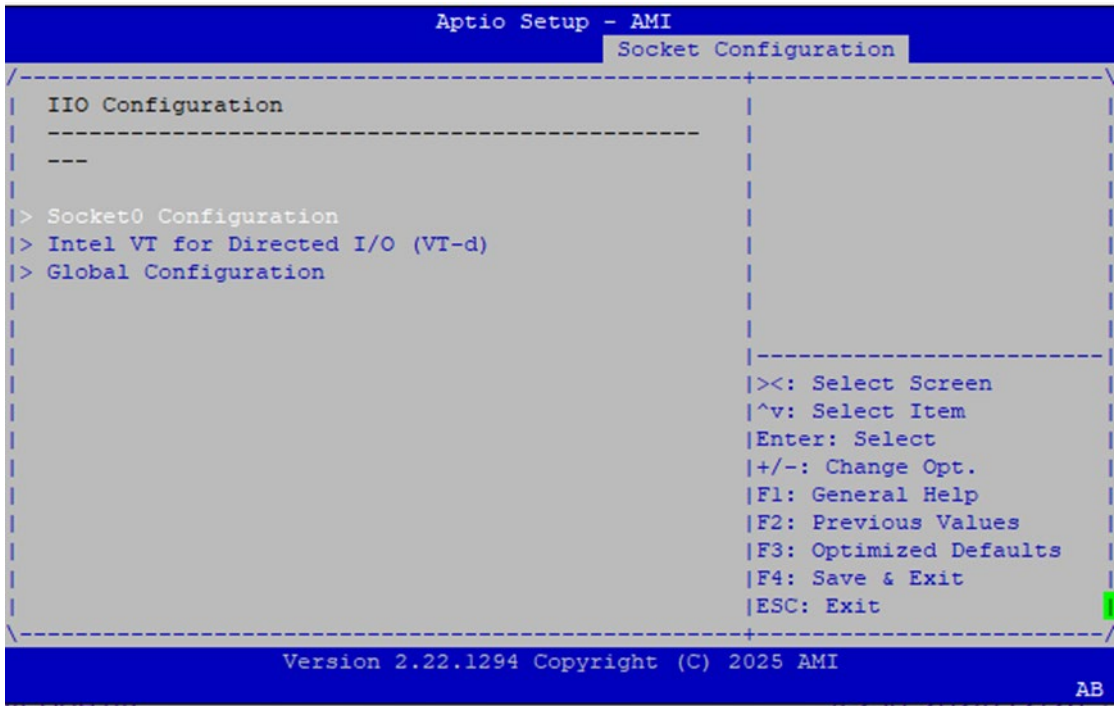 Aptio Setup - AMI
Socket Configuration
IIO Configuration
> Socket0 Configuration
> Intel VT for Directed I/O (VT-d)
> Global Configuration
><: Select Screen
^v: Select Item
Enter: Select
+/-: Change Opt.
F1: General Help
F2: Previous Values
F3: Optimized Defaults
F4: Save & Exit
ESC: Exit
Version 2.22.1294 Copyright (C) 2025 AMI
AB